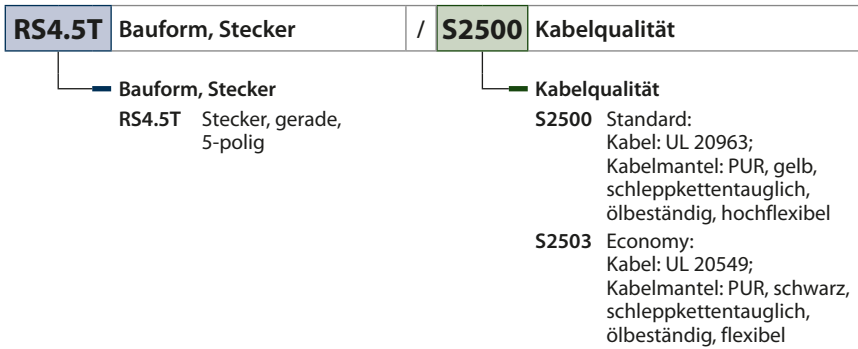 RS4.5T Bauform, Stecker / S2500 Kabelqualität
Bauform, Stecker
RS4.5T Stecker, gerade,
5-polig
Kabelqualität
S2500 Standard:
Kabel: UL 20963;
Kabelmantel: PUR, gelb,
schleppkettentauglich,
ölbeständig, hochflexibel
S2503 Economy:
Kabel: UL 20549;
Kabelmantel: PUR, schwarz,
schleppkettentauglich,
ölbeständig, flexibel